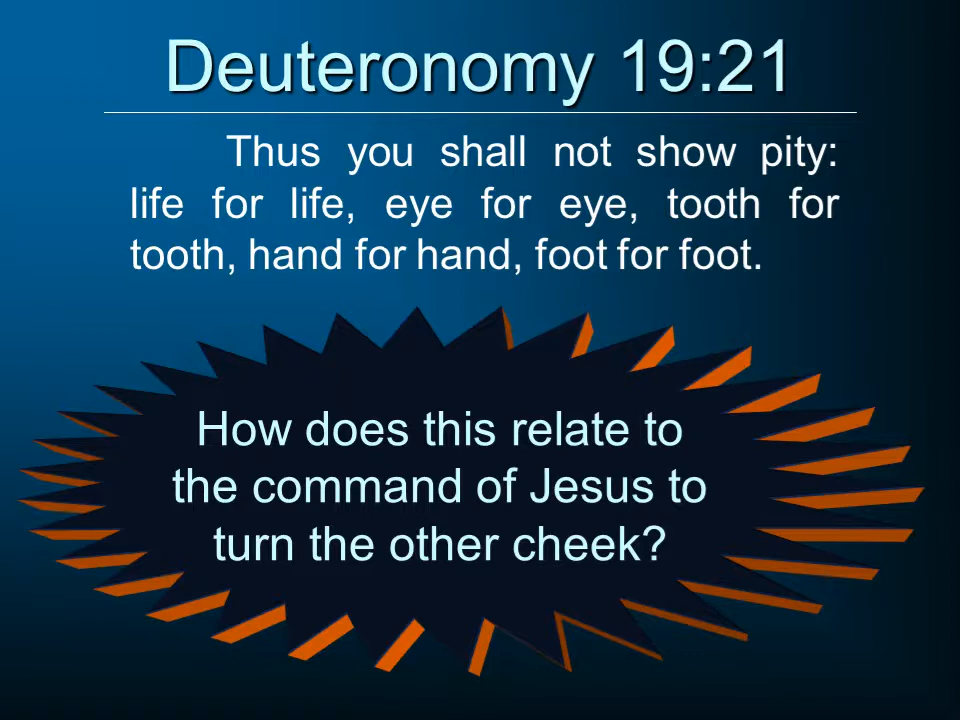 Deuteronomy 19:21
Thus you shall not show pity:
life for life, eye for eye, tooth for
tooth, hand for hand, foot for foot.
How does this relate to
the command of Jesus to
turn the other cheek?